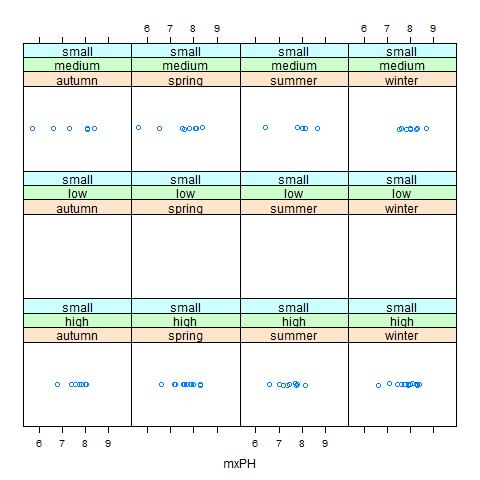 6 7 8 9 6 7 8 9
small small small small
medium medium medium medium
autumn spring summer winter
small small small small
low low low low
autumn spring summer winter
small small small small
high high high high
autumn spring summer winter
6 7 8 9 6 7 8 9
mxPH